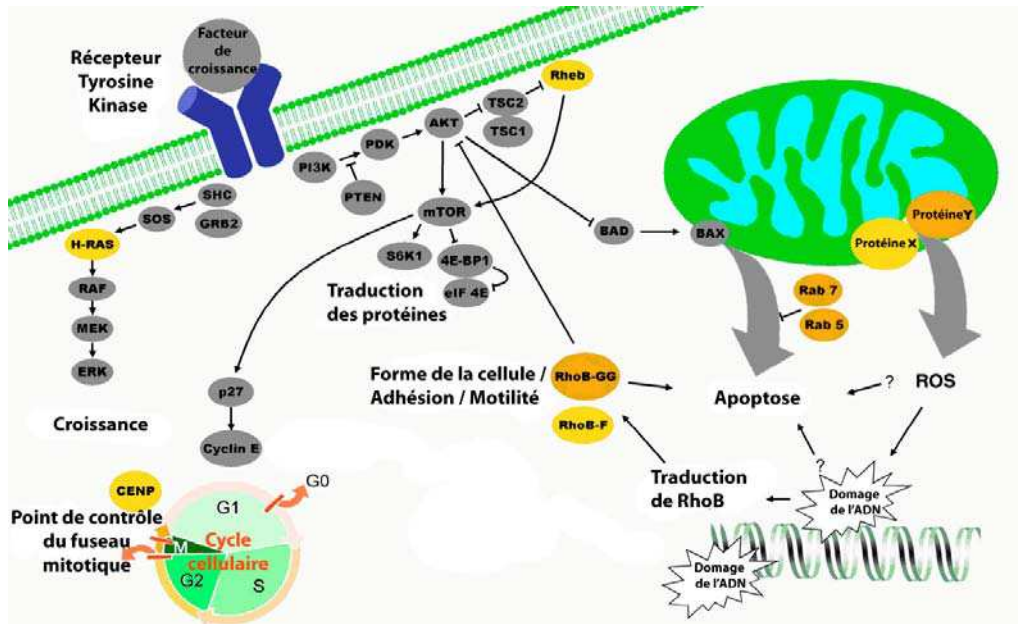 Récepteur
Tyrosine
Kinase
Facteur
de
croissance
SHC
GRB2
SOS
H-RAS
RAF
MEK
ERK
Croissance
PI3K
PDK
PTEN
AKT
TSC2
TSC1
Rheb
mTOR
S6K1
4E-BP1
eIF 4E
Traduction
des protéines
BAD
BAX
Protéine X
Protéine Y
Rab 7
Rab 5
p27
Cyclin E
Forme de la cellule /
Adhésion / Motilité
RhoB-GG
RhoB-F
Apoptose
?
ROS
?
Traduction
de RhoB
Domage
de l'ADN
Domage
de l'ADN
CENP
Point de contrôle
du fuseau
mitotique
G0
G1
M
Cycle
cellulaire
G2
S